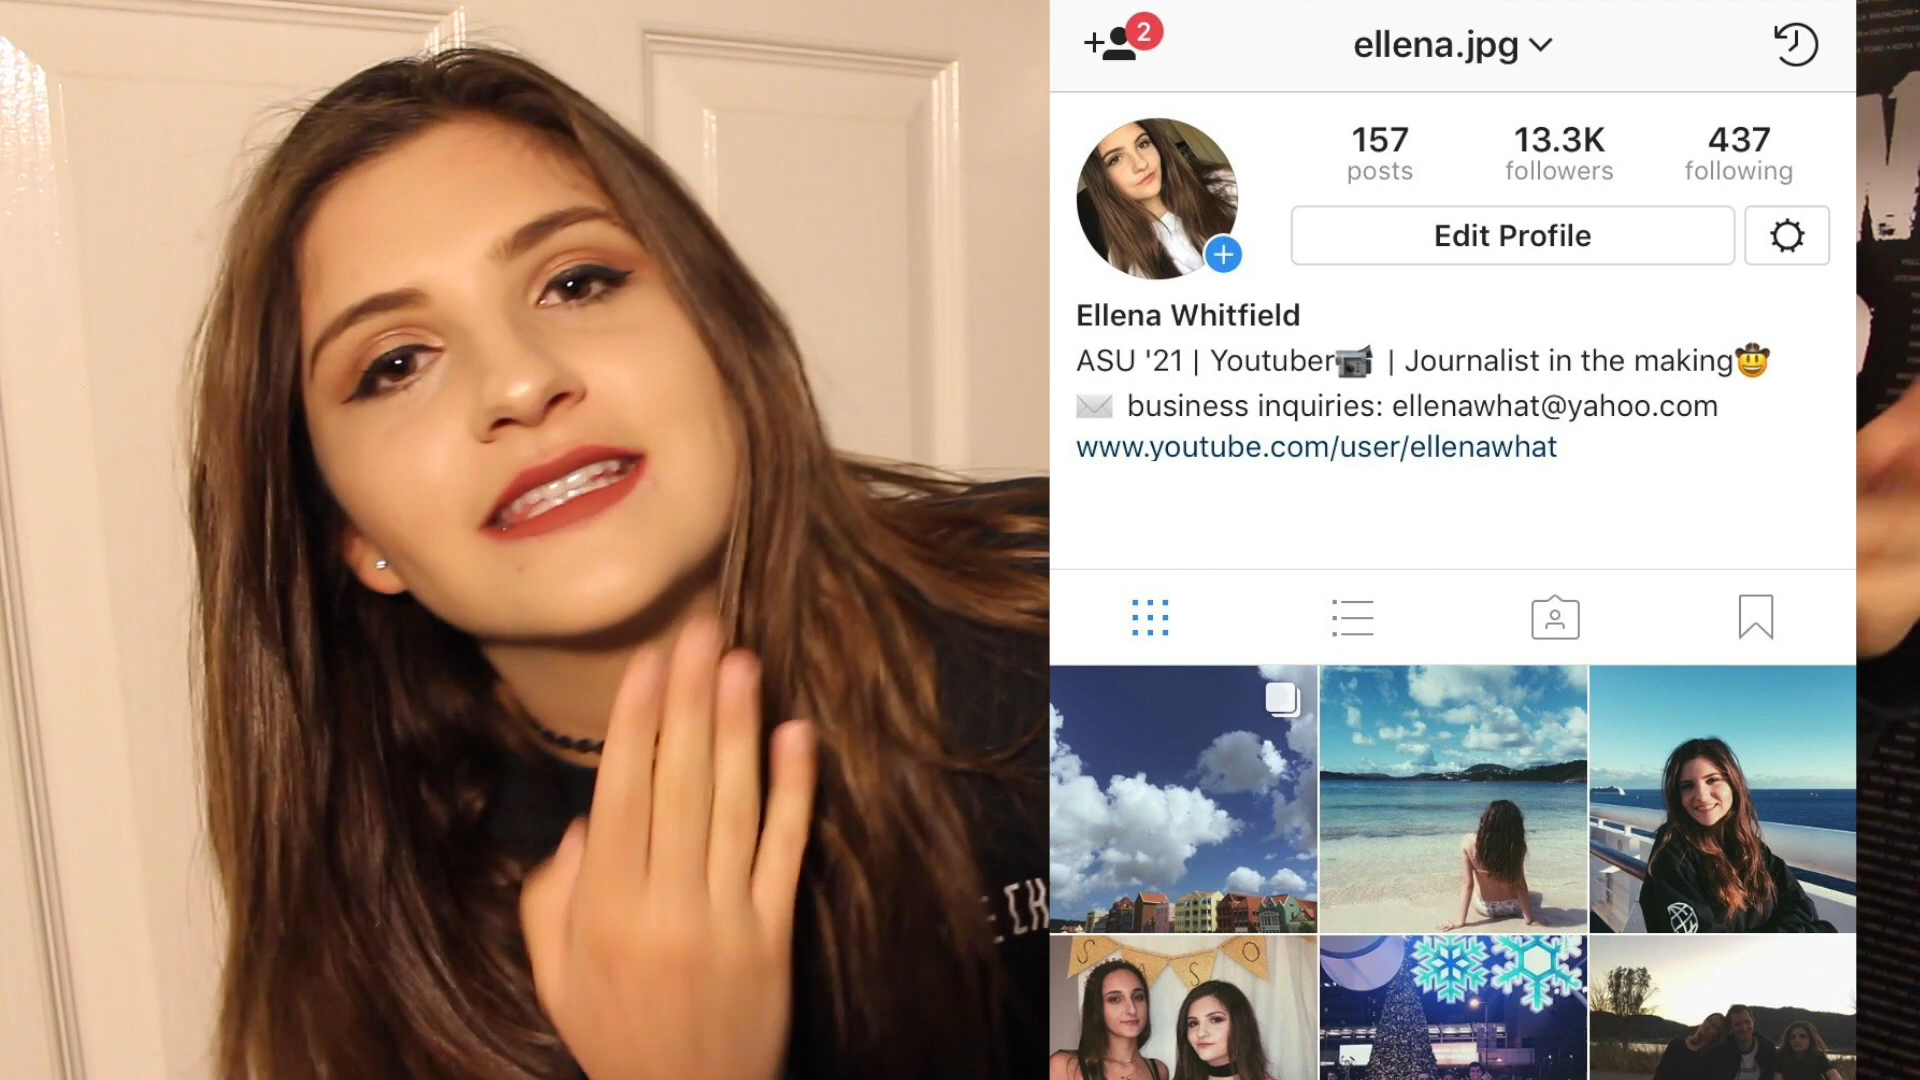 2
ellena.jpg
157
13.3K
437
posts
followers
following
Edit Profile
Ellena Whitfield
ASU '21 | Youtuber📹 | Journalist in the making🤠
✉️ business inquiries: ellenawhat@yahoo.com
www.youtube.com/user/ellenawhat
E CH
S A S O